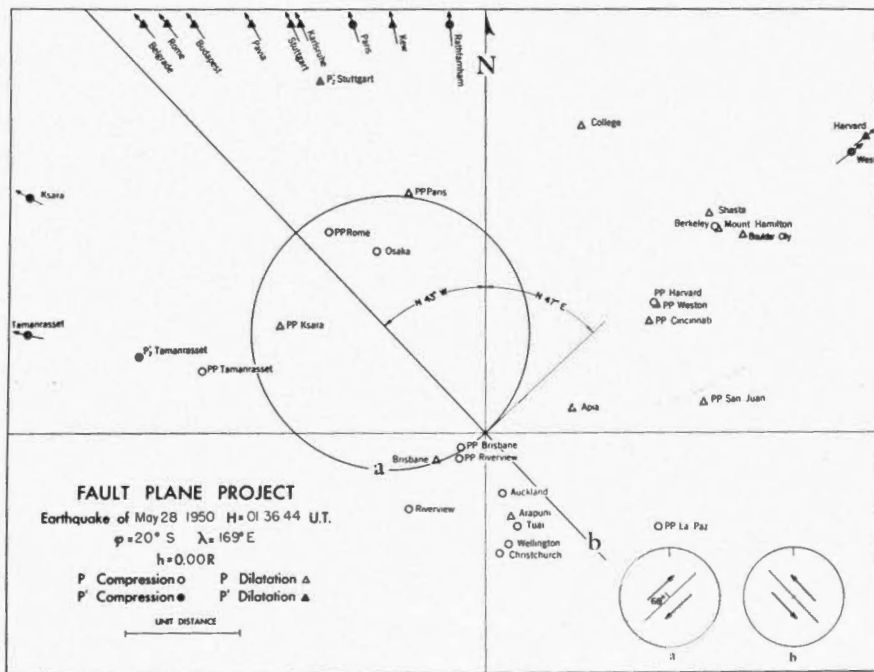 Belgrade
Rome
Budapest
Pavia
Stuttgart
Karlsruhe
Paris
Kew
Rathfarnham
N
P'₂ Stuttgart
College
Harvard
West
Ksara
PP Paris
Shasta
Berkeley
Mount Hamilton
Boulder City
PP Rome
Osaka
N 43° W
N 47° E
PP Harvard
PP Weston
PP Cincinnati
PP Ksara
Tamanrasset
P'₂ Tamanrasset
PP Tamanrasset
Apia
PP San Juan
PP Brisbane
Brisbane
PP Riverview
a
FAULT PLANE PROJECT
Earthquake of May 28 1950 H=01 36 44 U.T.
φ=20° S λ=169° E
h=0.00R
P Compression P Dilatation
P' Compression P' Dilatation
UNIT DISTANCE
Riverview
Auckland
Arapuni
Tuai
Wellington
Christchurch
b
PP La Paz
a
b